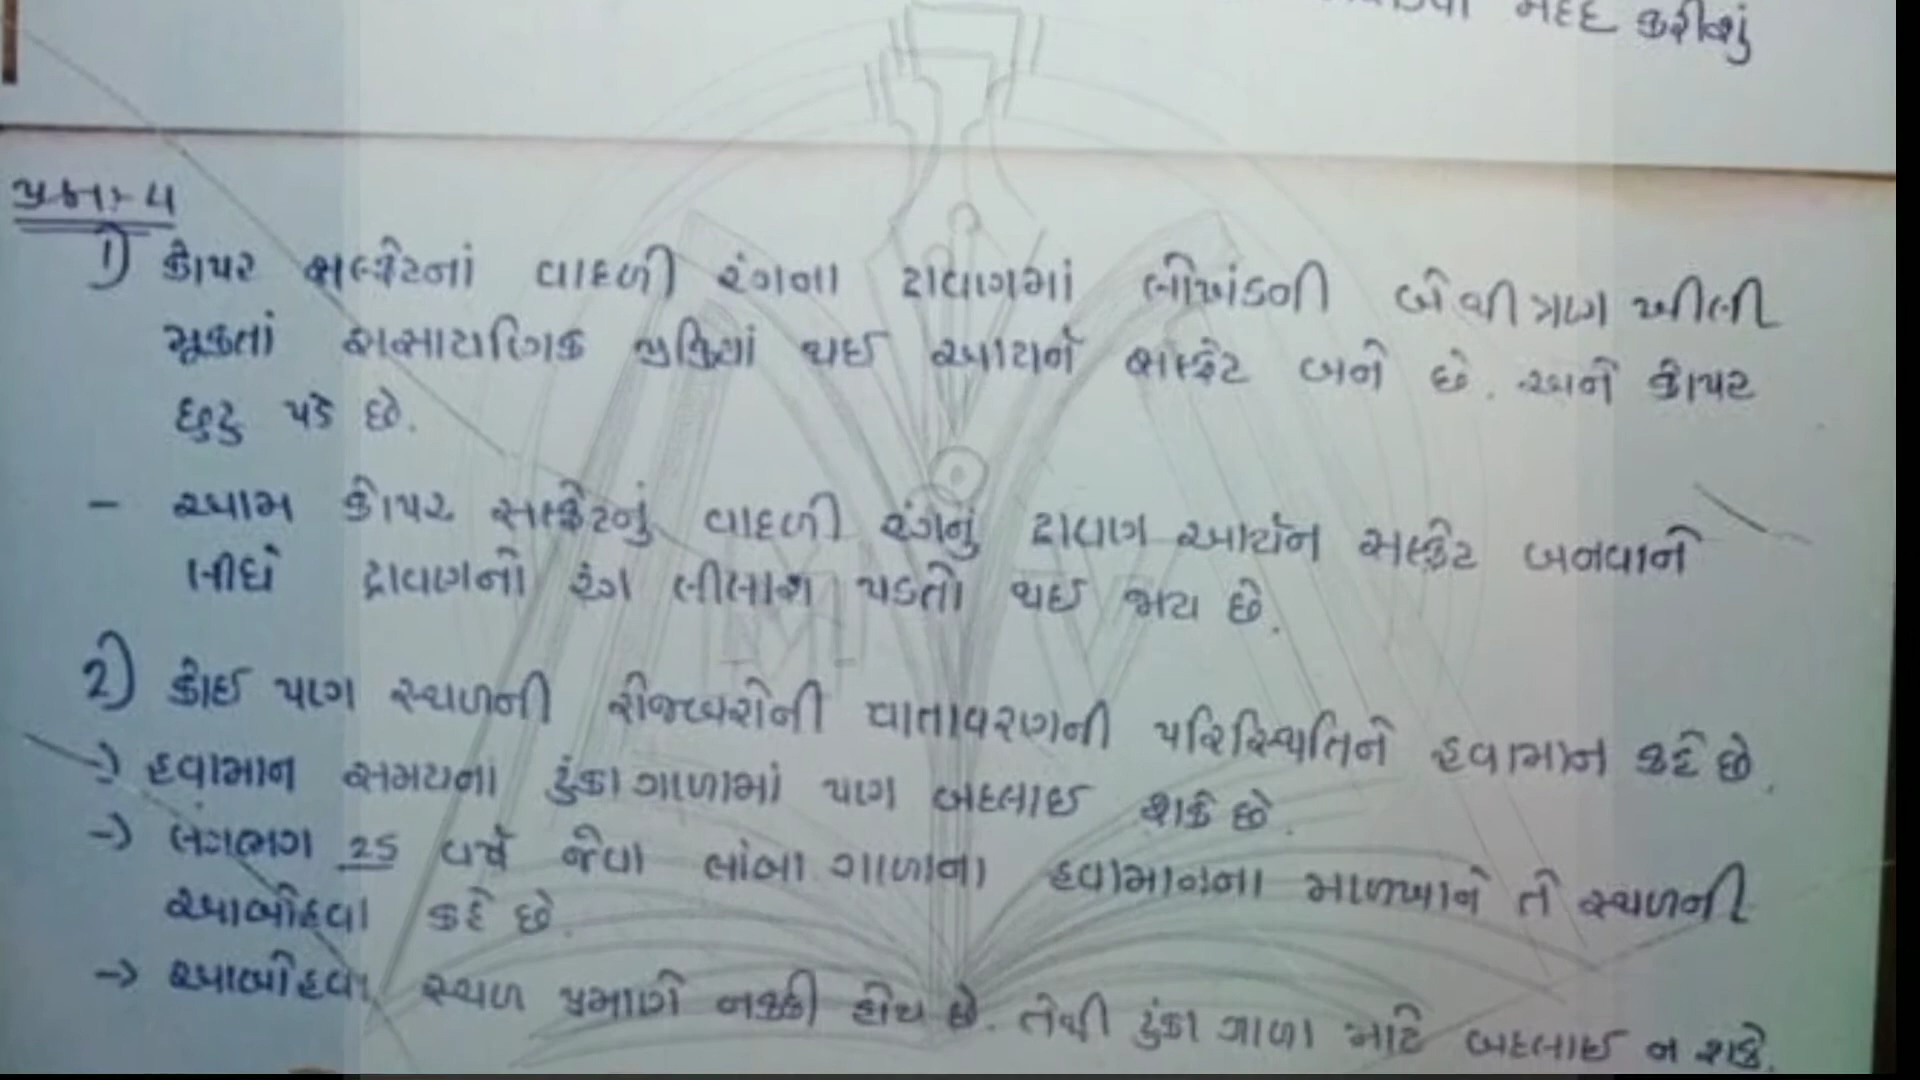 મદદ કરીશું
પ્રશ્નઃ- ૫
1) કોપર સલ્ફેટનાં વાદળી રંગના દ્રાવણમાં લોખંડની બે થી ત્રણ ખીલી
મૂકતાં રાસાયણિક પ્રક્રિયાં થઈ આયર્ન સલ્ફેટ બને છે. અને કોપર
છુટુ પડે છે.
- આમ કોપર સલ્ફેટનું વાદળી રંગનું દ્રાવણ આર્યન સલ્ફેટ બનવાને
લીધે દ્રાવણનો રંગ લીલાશ પડતો થઈ જાય છે.
2) કોઈ પણ સ્થળની રોજબરોની વાતાવરણની પરિસ્થિતિને હવામાન કહે છે.
-> હવામાન સમયના ટુંકા ગાળામાં પણ બદલાઈ શકે છે.
-> લગભગ 25 વર્ષ જેવા લાંબા ગાળાના હવામાનના માળખાને તે સ્થળની
આબોહવા કહે છે.
-> આબોહવા સ્થળ પ્રમાણે નક્કી હોય છે. તેથી ટુંકા ગાળા માટે બદલાઈ ન શકે.